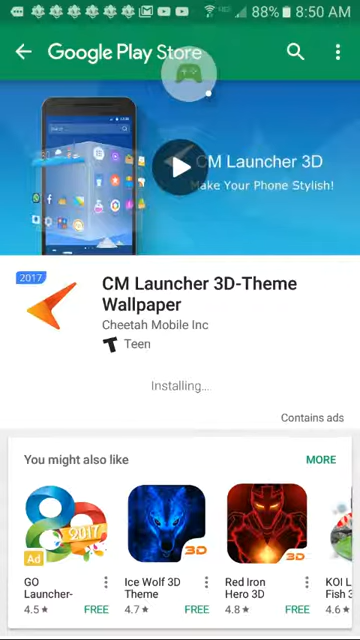 88% 8:50 AM
Google Play Store
CM Launcher 3D
Make Your Phone Stylish!
2017
CM Launcher 3D-Theme
Wallpaper
Cheetah Mobile Inc
Teen
Installing...
Contains ads
You might also like
MORE
2017
Ad
3D
3D
GO
Launcher-
4.5★ FREE
Ice Wolf 3D
Theme
4.7★ FREE
Red Iron
Hero 3D
4.8★ FREE
KOI L
Fish 3
4.6★